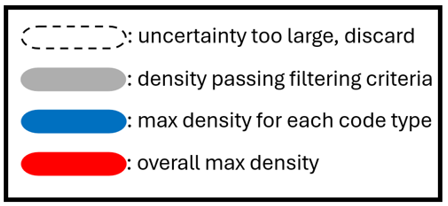 : uncertainty too large, discard
: density passing filtering criteria
: max density for each code type
: overall max density